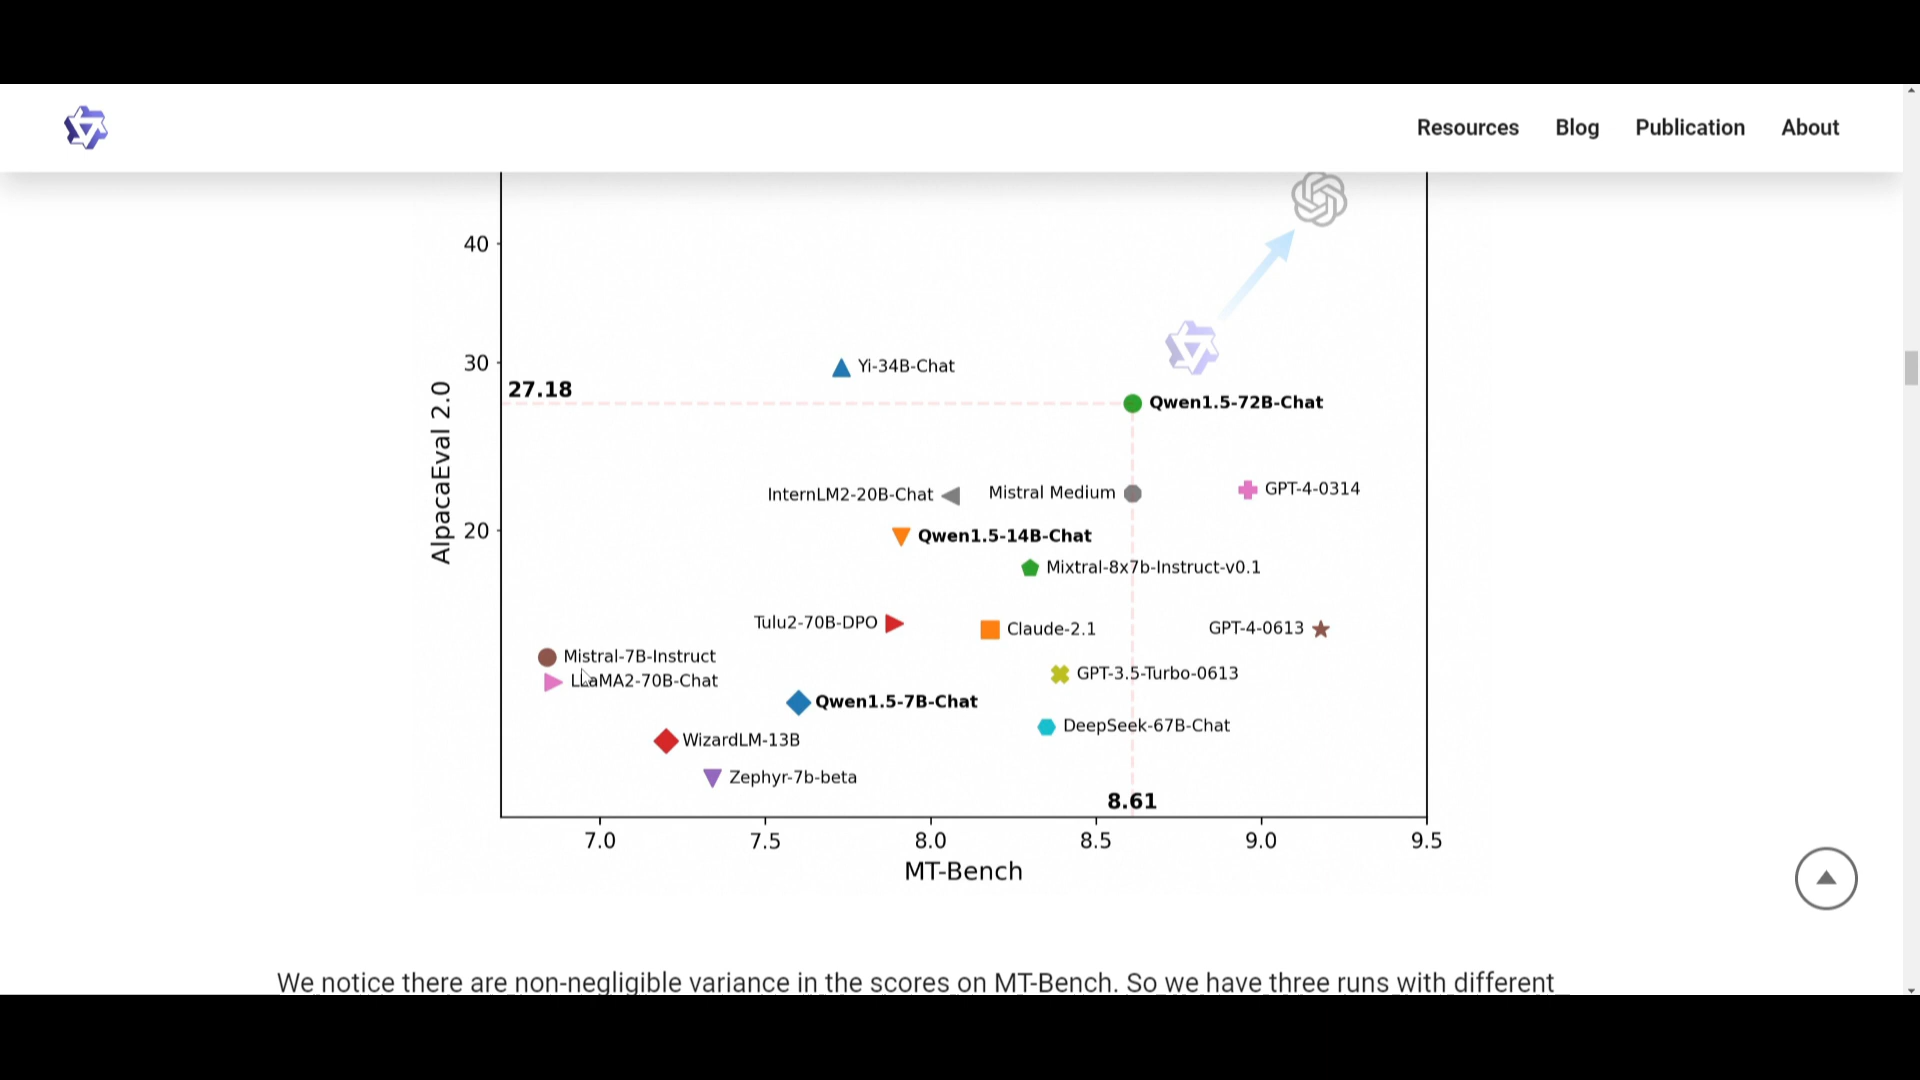 Resources Blog Publication About
40
30
20
AlpacaEval 2.0
27.18
Yi-34B-Chat
Qwen1.5-72B-Chat
InternLM2-20B-Chat
Mistral Medium
GPT-4-0314
Qwen1.5-14B-Chat
Mixtral-8x7b-Instruct-v0.1
Tulu2-70B-DPO
Claude-2.1
GPT-4-0613
Mistral-7B-Instruct
LLaMA2-70B-Chat
GPT-3.5-Turbo-0613
Qwen1.5-7B-Chat
DeepSeek-67B-Chat
WizardLM-13B
Zephyr-7b-beta
8.61
7.0 7.5 8.0 8.5 9.0 9.5
MT-Bench
We notice there are non-negligible variance in the scores on MT-Bench. So we have three runs with different